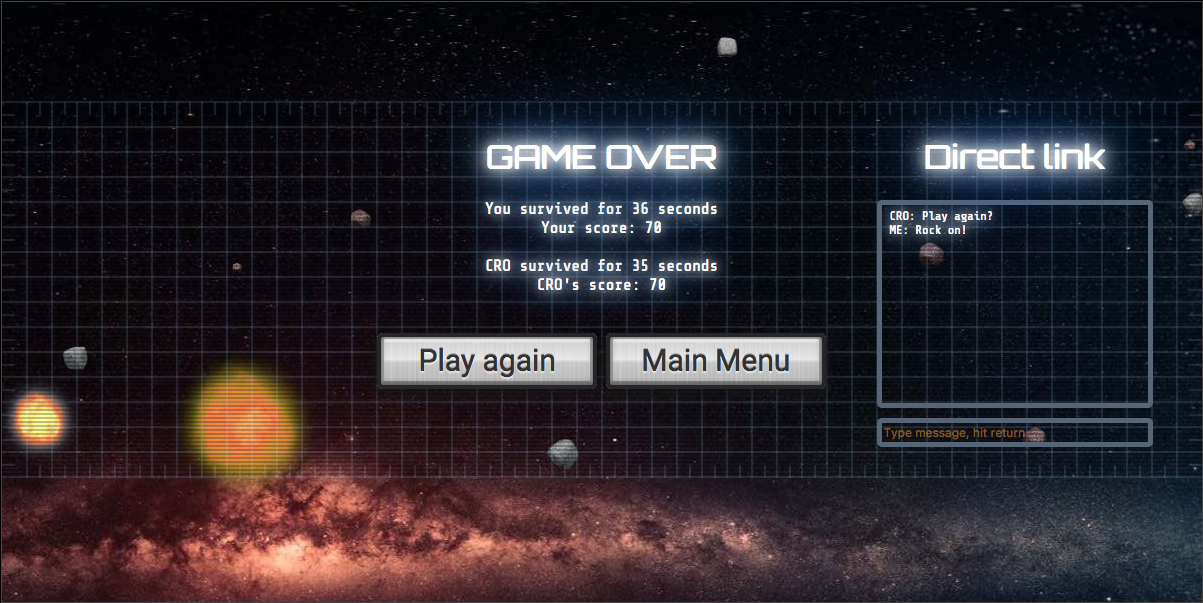 GAME OVER
You survived for 36 seconds
Your score: 70
CRO survived for 35 seconds
CRO's score: 70
Play again
Main Menu
Direct link
CRO: Play again?
ME: Rock on!
Type message, hit return